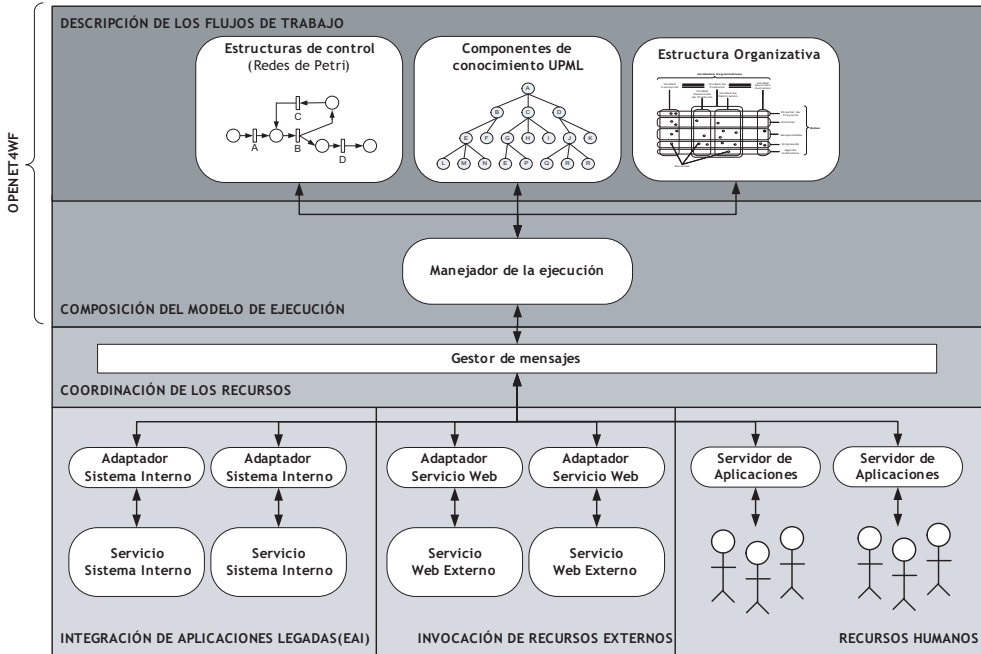 DESCRIPCIÓN DE LOS FLUJOS DE TRABAJO
OPENET4WF
Estructuras de control
(Redes de Petri)
C
A
B
D
Componentes de
conocimiento UPML
A
B C D
E F G H I J K
L M N E P Q R R
Estructura Organizativa
Manejador de la ejecución
COMPOSICIÓN DEL MODELO DE EJECUCIÓN
Gestor de mensajes
COORDINACIÓN DE LOS RECURSOS
Adaptador
Sistema Interno
Adaptador
Sistema Interno
Adaptador
Servicio Web
Adaptador
Servicio Web
Servidor de
Aplicaciones
Servidor de
Aplicaciones
Servicio
Sistema Interno
Servicio
Sistema Interno
Servicio
Web Externo
Servicio
Web Externo
INTEGRACIÓN DE APLICACIONES LEGADAS(EAI)
INVOCACIÓN DE RECURSOS EXTERNOS
RECURSOS HUMANOS